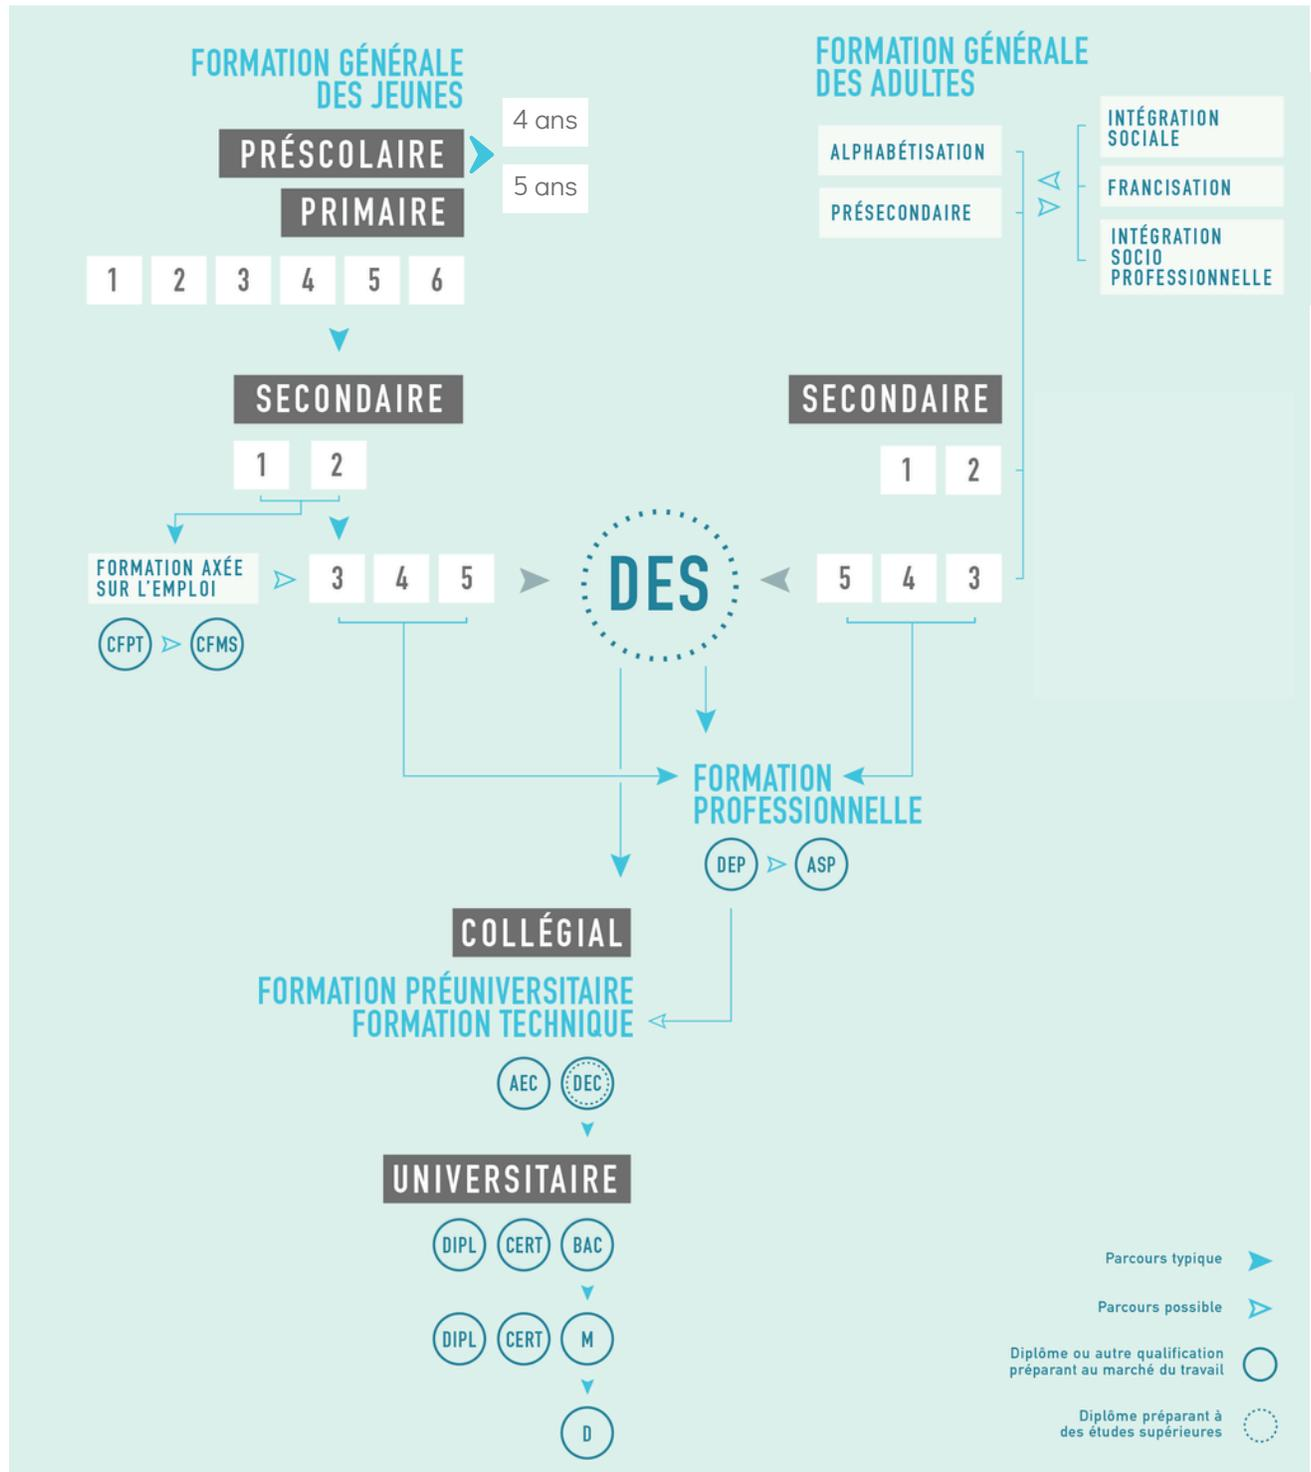 FORMATION GÉNÉRALE
DES JEUNES
PRÉSCOLAIRE
4 ans
5 ans
PRIMAIRE
1 2 3 4 5 6
SECONDAIRE
1 2
FORMATION AXÉE
SUR L'EMPLOI
3 4 5
CFPT CFMS
DES
FORMATION GÉNÉRALE
DES ADULTES
ALPHABÉTISATION
PRÉSECONDAIRE
INTÉGRATION
SOCIALE
FRANCISATION
INTÉGRATION
SOCIO
PROFESSIONNELLE
SECONDAIRE
1 2
5 4 3
FORMATION
PROFESSIONNELLE
DEP ASP
COLLÉGIAL
FORMATION PRÉUNIVERSITAIRE
FORMATION TECHNIQUE
AEC DEC
UNIVERSITAIRE
DIPL CERT BAC
DIPL CERT M
D
Parcours typique
Parcours possible
Diplôme ou autre qualification
préparant au marché du travail
Diplôme préparant à
des études supérieures